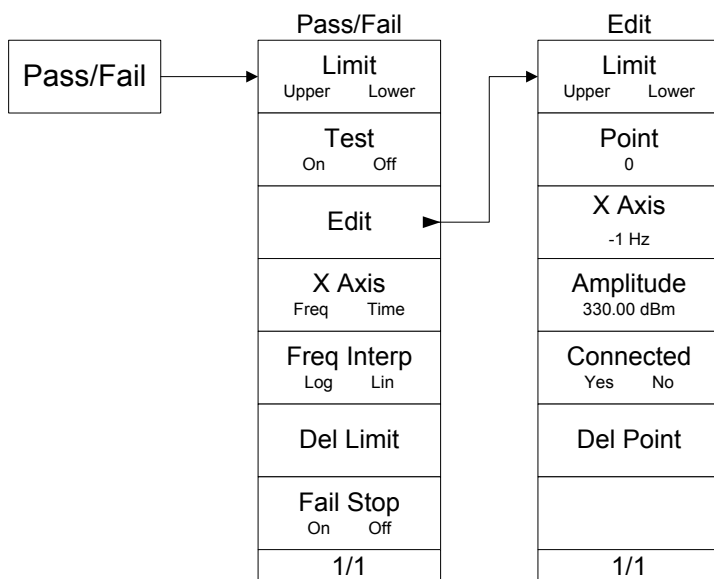 Pass/Fail
Pass/Fail
Limit
Upper Lower
Test
On Off
Edit
X Axis
Freq Time
Freq Interp
Log Lin
Del Limit
Fail Stop
On Off
1/1
Edit
Limit
Upper Lower
Point
0
X Axis
-1 Hz
Amplitude
330.00 dBm
Connected
Yes No
Del Point
1/1